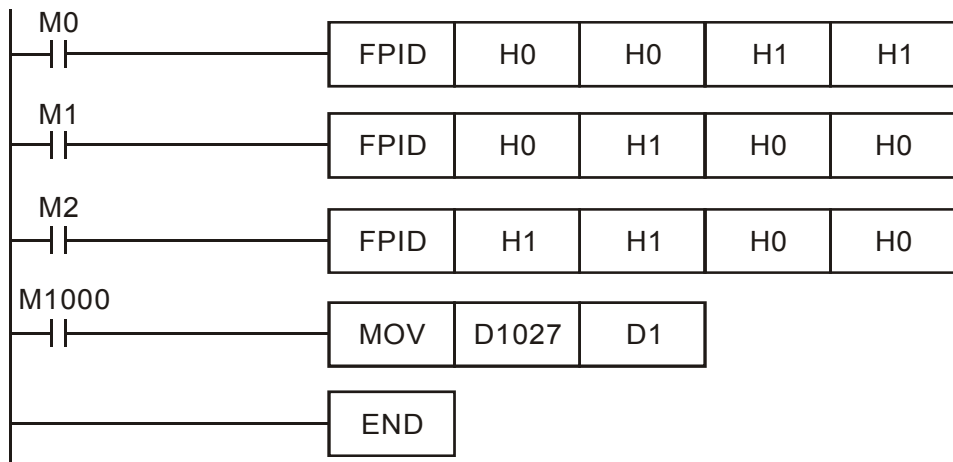 M0
FPID H0 H0 H1 H1
M1
FPID H0 H1 H0 H0
M2
FPID H1 H1 H0 H0
M1000
MOV D1027 D1
END